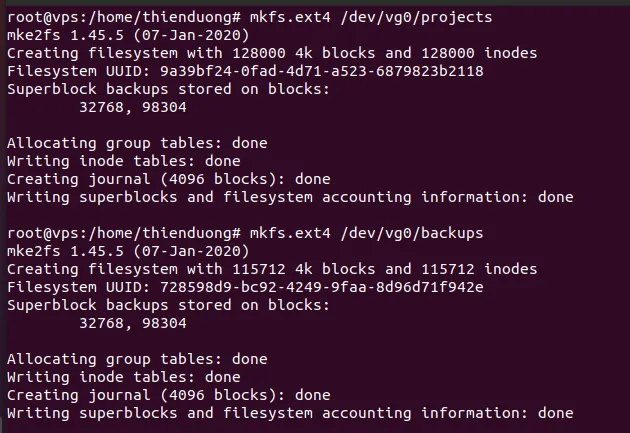 root@vps:/home/thienduong# mkfs.ext4 /dev/vg0/projects
mke2fs 1.45.5 (07-Jan-2020)
Creating filesystem with 128000 4k blocks and 128000 inodes
Filesystem UUID: 9a39bf24-0fad-4d71-a523-6879823b2118
Superblock backups stored on blocks:
        32768, 98304

Allocating group tables: done
Writing inode tables: done
Creating journal (4096 blocks): done
Writing superblocks and filesystem accounting information: done

root@vps:/home/thienduong# mkfs.ext4 /dev/vg0/backups
mke2fs 1.45.5 (07-Jan-2020)
Creating filesystem with 115712 4k blocks and 115712 inodes
Filesystem UUID: 728598d9-bc92-4249-9faa-8d96d71f942e
Superblock backups stored on blocks:
        32768, 98304

Allocating group tables: done
Writing inode tables: done
Creating journal (4096 blocks): done
Writing superblocks and filesystem accounting information: done